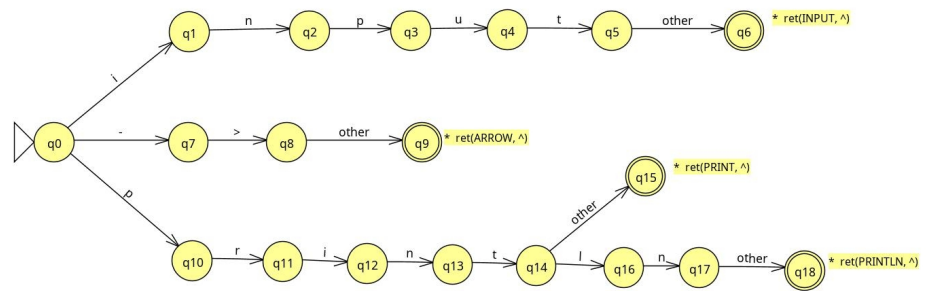 q0
i
q1
n
q2
p
q3
u
q4
t
q5
other
q6
* ret(INPUT, ^)
-
q7
>
q8
other
q9
* ret(ARROW, ^)
p
q10
r
q11
i
q12
n
q13
t
q14
other
q15
* ret(PRINT, ^)
l
q16
n
q17
other
q18
* ret(PRINTLN, ^)